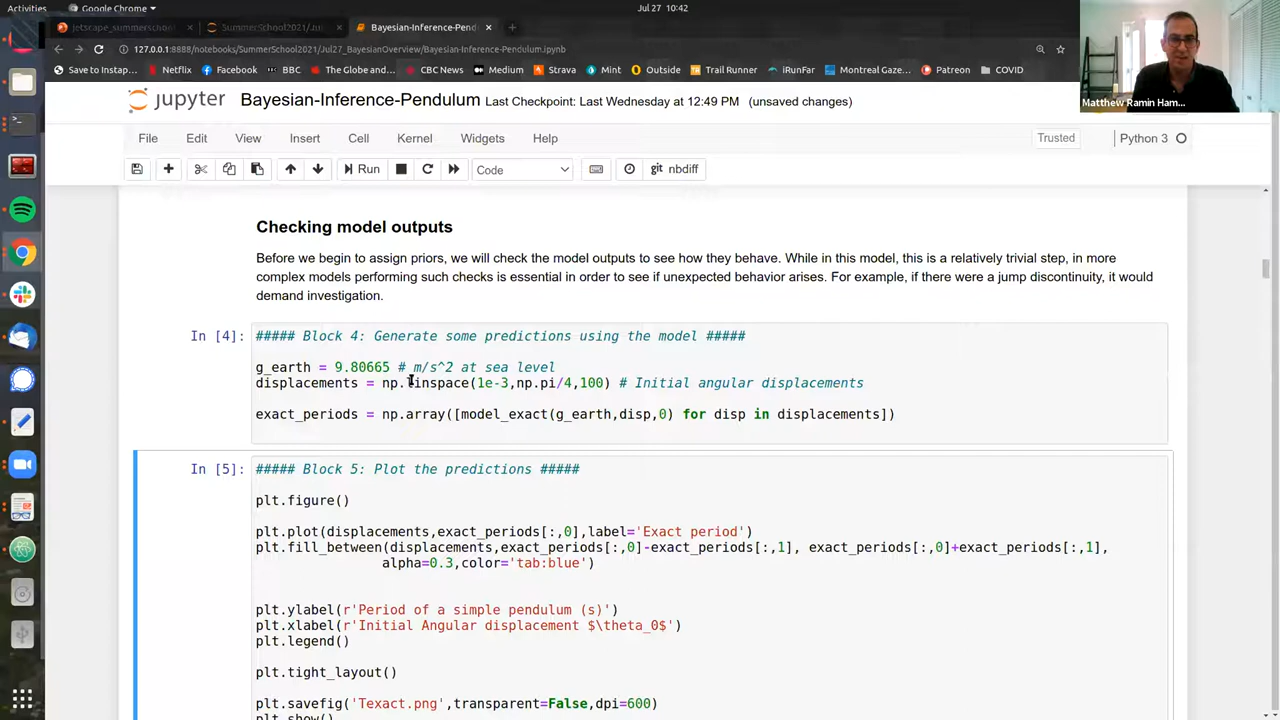 Activities Google Chrome Jul 27, 10:42
jetscape_summerschool SummerSchool2021/Jul Bayesian-Inference-Pend
127.0.0.1:8888/notebooks/SummerSchool2021/Jul27_BayesianOverview/Bayesian-Inference-Pendulum.ipynb
Save to Instap... Netflix Facebook BBC The Globe and... CBC News Medium Strava Mint Outside Trail Runner iRunFar Montreal Gaze... Patreon COVID
Matthew Ramin Ham...
jupyter Bayesian-Inference-Pendulum Last Checkpoint: Last Wednesday at 12:49 PM (unsaved changes)
File Edit View Insert Cell Kernel Widgets Help Trusted Python 3
Run Code git nbdiff
Checking model outputs
Before we begin to assign priors, we will check the model outputs to see how they behave. While in this model, this is a relatively trivial step, in more
complex models performing such checks is essential in order to see if unexpected behavior arises. For example, if there were a jump discontinuity, it would
demand investigation.
In [4]: ##### Block 4: Generate some predictions using the model #####
g_earth = 9.80665 # m/s^2 at sea level
displacements = np.linspace(1e-3,np.pi/4,100) # Initial angular displacements
exact_periods = np.array([model_exact(g_earth,disp,0) for disp in displacements])
In [5]: ##### Block 5: Plot the predictions #####
plt.figure()
plt.plot(displacements,exact_periods[:,0],label='Exact period')
plt.fill_between(displacements,exact_periods[:,0]-exact_periods[:,1], exact_periods[:,0]+exact_periods[:,1],
alpha=0.3,color='tab:blue')
plt.ylabel(r'Period of a simple pendulum (s)')
plt.xlabel(r'Initial Angular displacement $\theta_0$')
plt.legend()
plt.tight_layout()
plt.savefig('Texact.png',transparent=False,dpi=600)
plt.show()